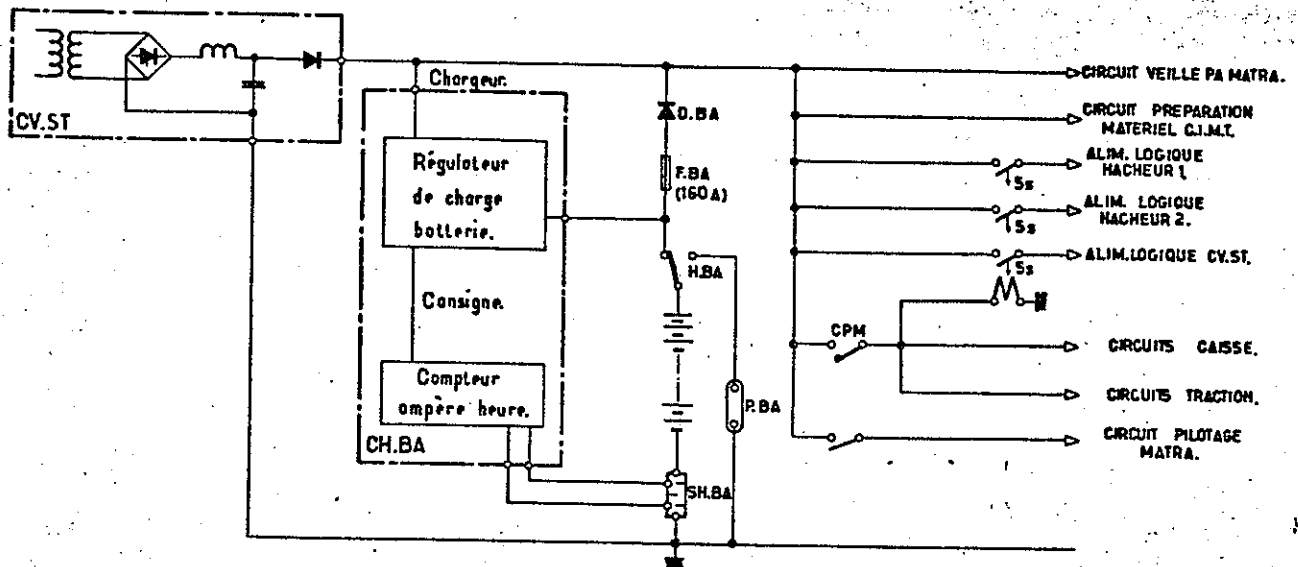 CV.ST
Chargeur.
Régulateur
de charge
batterie.
Consigne.
Compteur
ampère heure.
CH.BA
D.BA
F.BA
(160A)
H.BA
P.BA
SH.BA
CIRCUIT VEILLE PA MATRA.
CIRCUIT PREPARATION
MATERIEL C.I.M.T.
ALIM. LOGIQUE
HACHEUR 1.
5s
ALIM. LOGIQUE
HACHEUR 2.
5s
ALIM. LOGIQUE CV.ST.
5s
CPM
CIRCUITS CAISSE.
CIRCUITS TRACTION.
CIRCUIT PILOTAGE
MATRA.